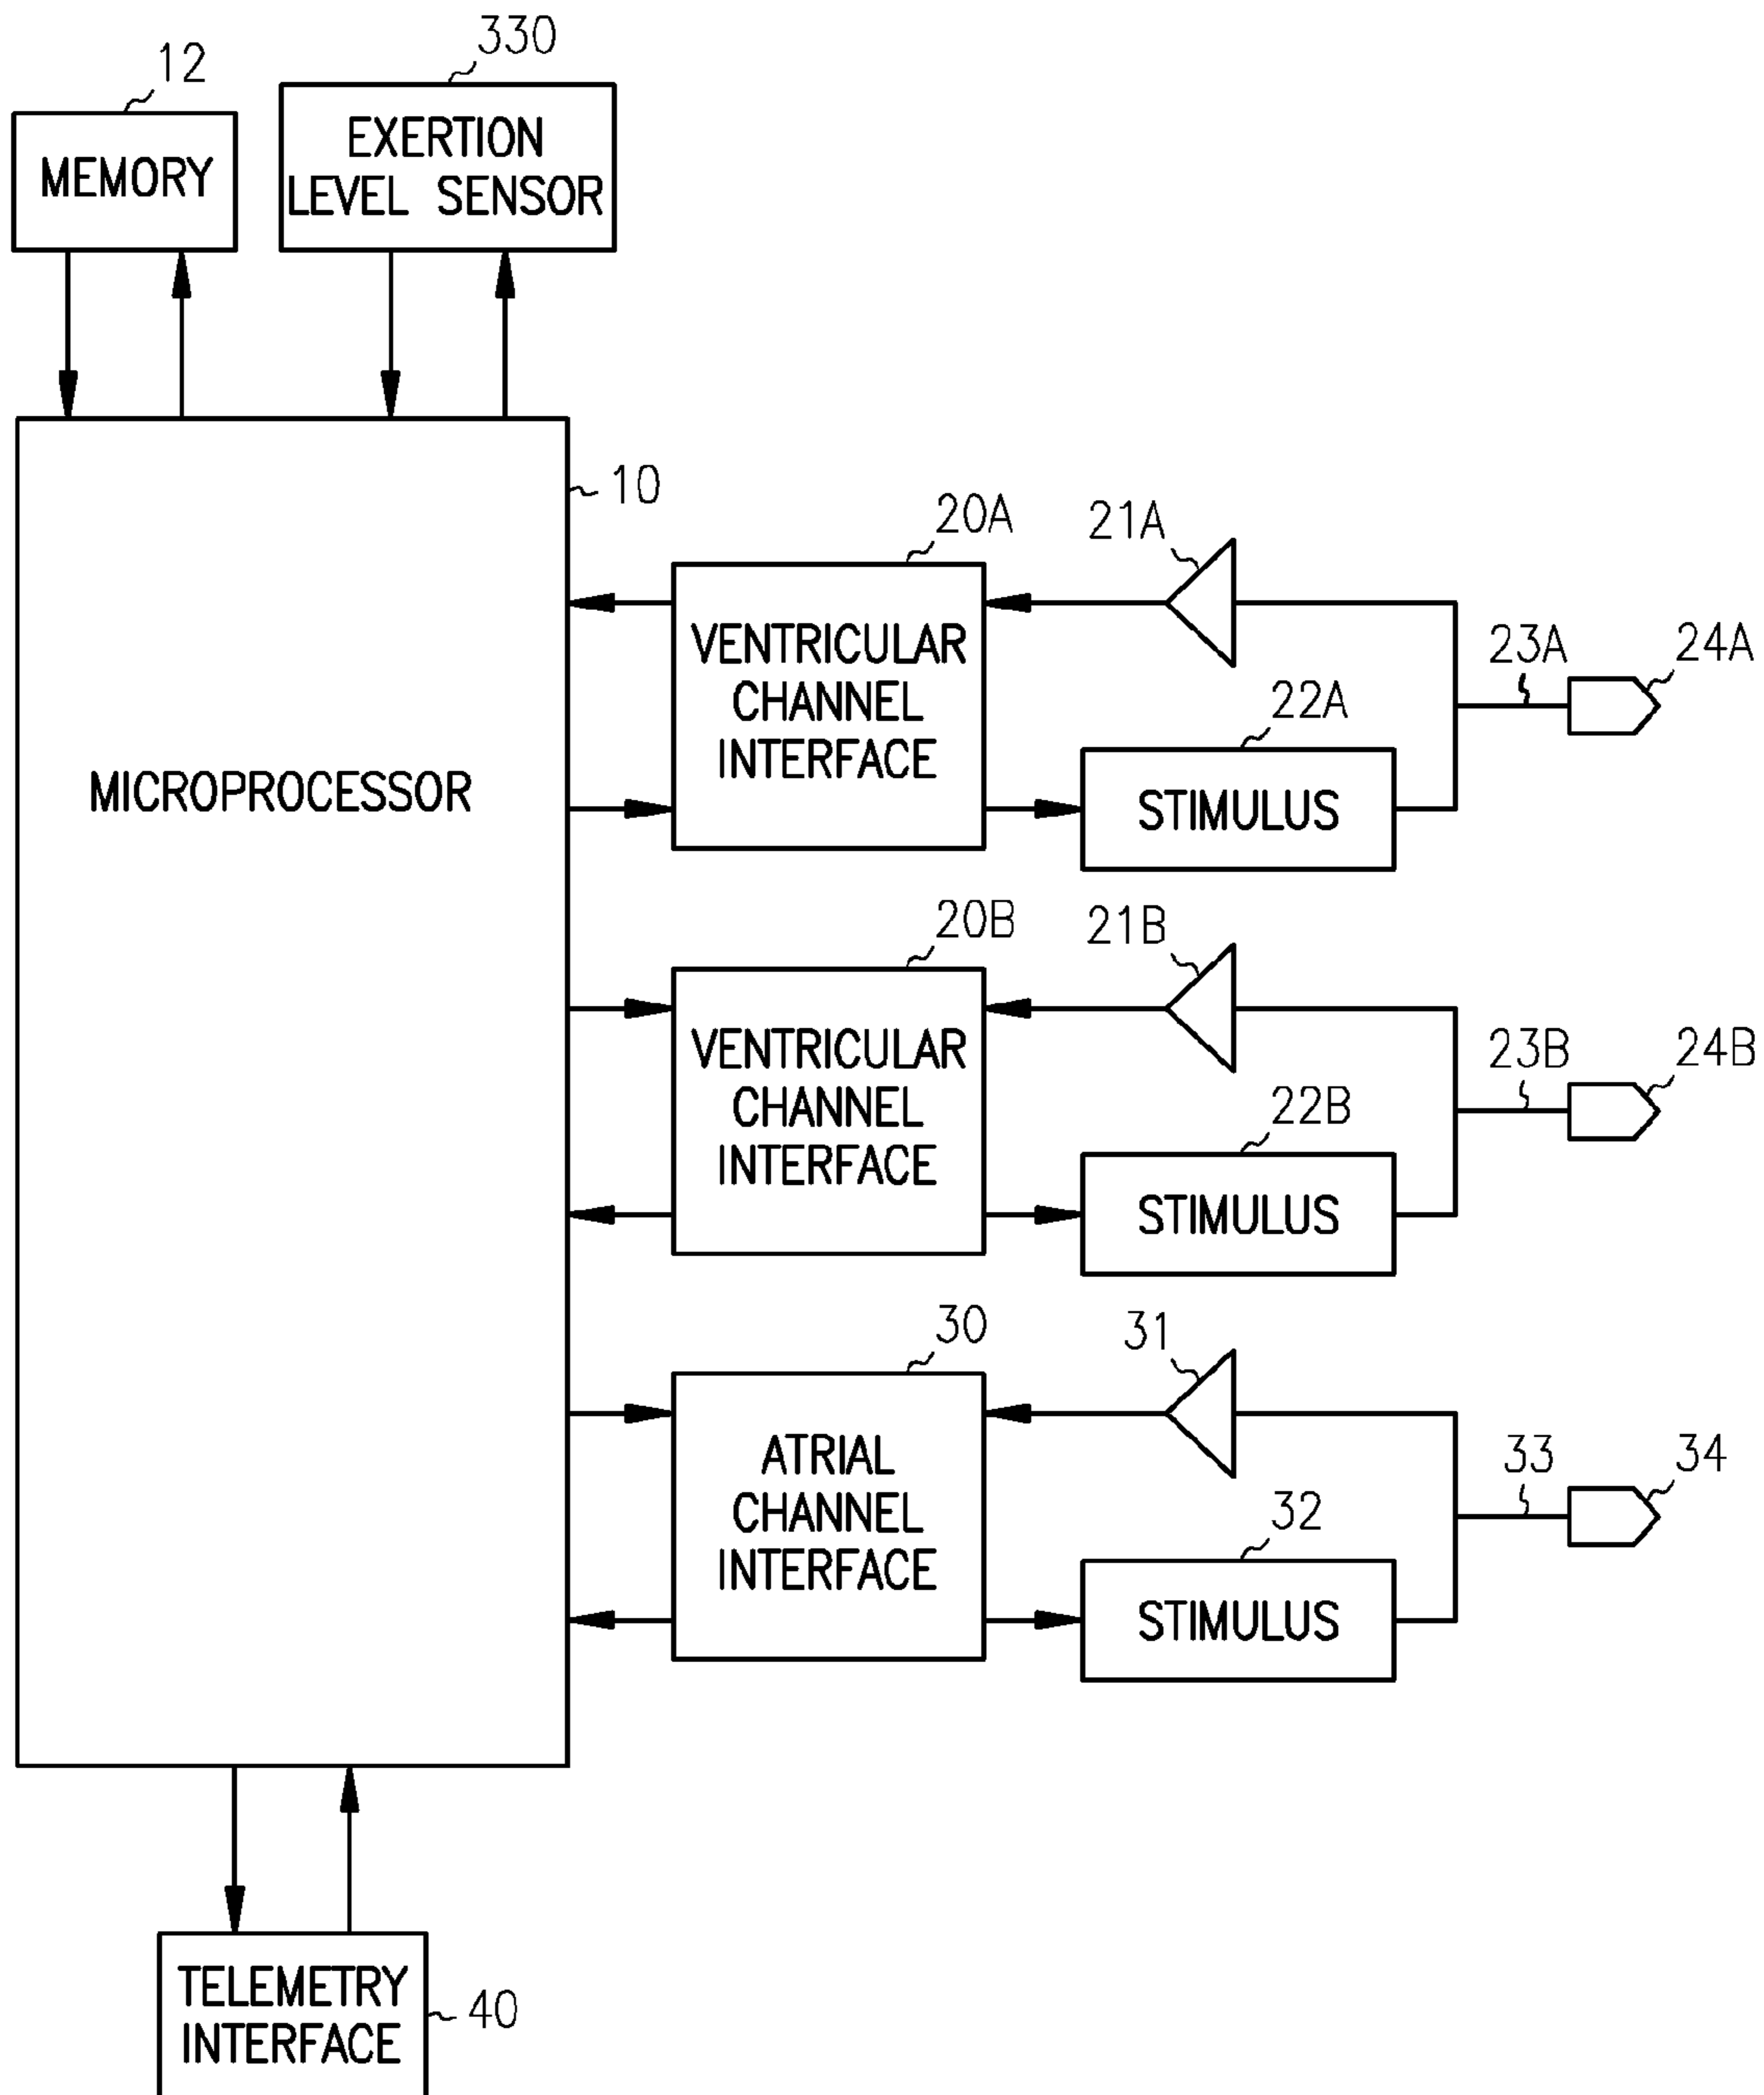 330
12
EXERTION
LEVEL SENSOR
MEMORY
10
20A
21A
23A
24A
VENTRICULAR
CHANNEL
INTERFACE
22A
MICROPROCESSOR
STIMULUS
20B
21B
23B
24B
VENTRICULAR
CHANNEL
INTERFACE
22B
STIMULUS
30
31
33
34
ATRIAL
CHANNEL
INTERFACE
32
STIMULUS
TELEMETRY
INTERFACE
40